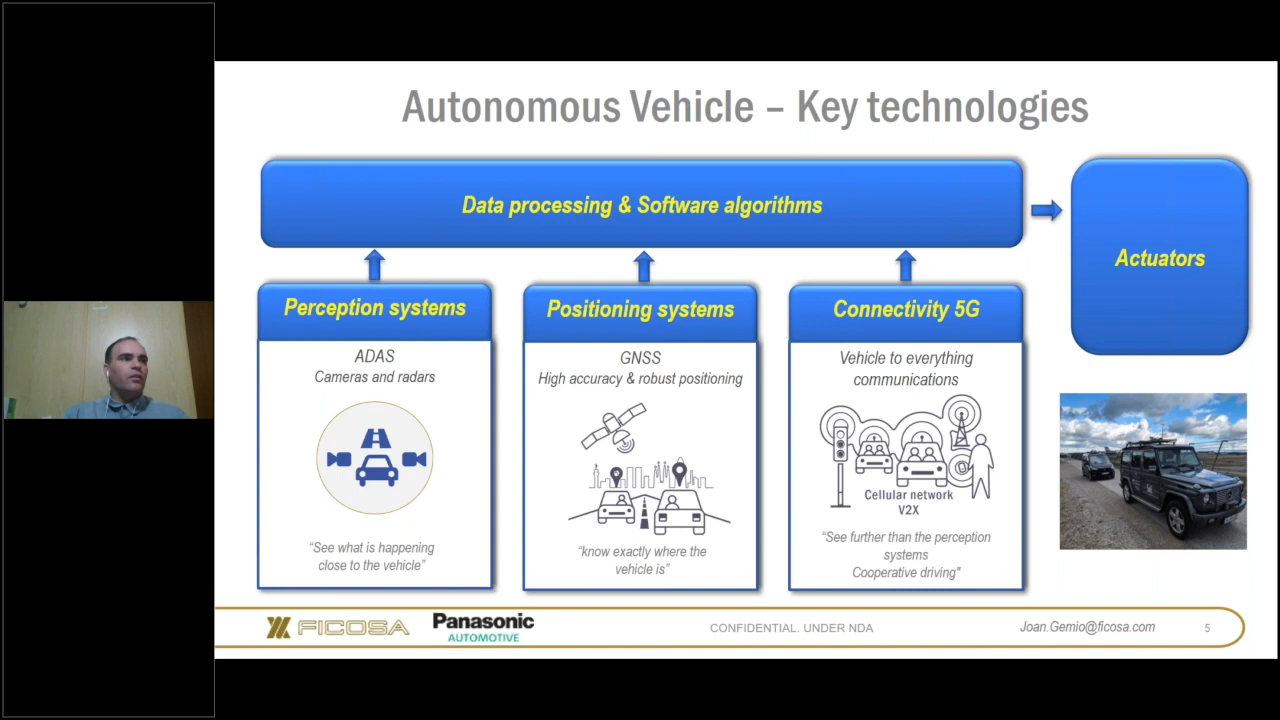 Autonomous Vehicle – Key technologies
Data processing & Software algorithms
Actuators
Perception systems
ADAS
Cameras and radars
“See what is happening
close to the vehicle”
Positioning systems
GNSS
High accuracy & robust positioning
“know exactly where the
vehicle is”
Connectivity 5G
Vehicle to everything
communications
Cellular network
V2X
“See further than the perception
systems
Cooperative driving"
FICOSA
Panasonic
AUTOMOTIVE
CONFIDENTIAL. UNDER NDA
Joan.Gemio@ficosa.com
5